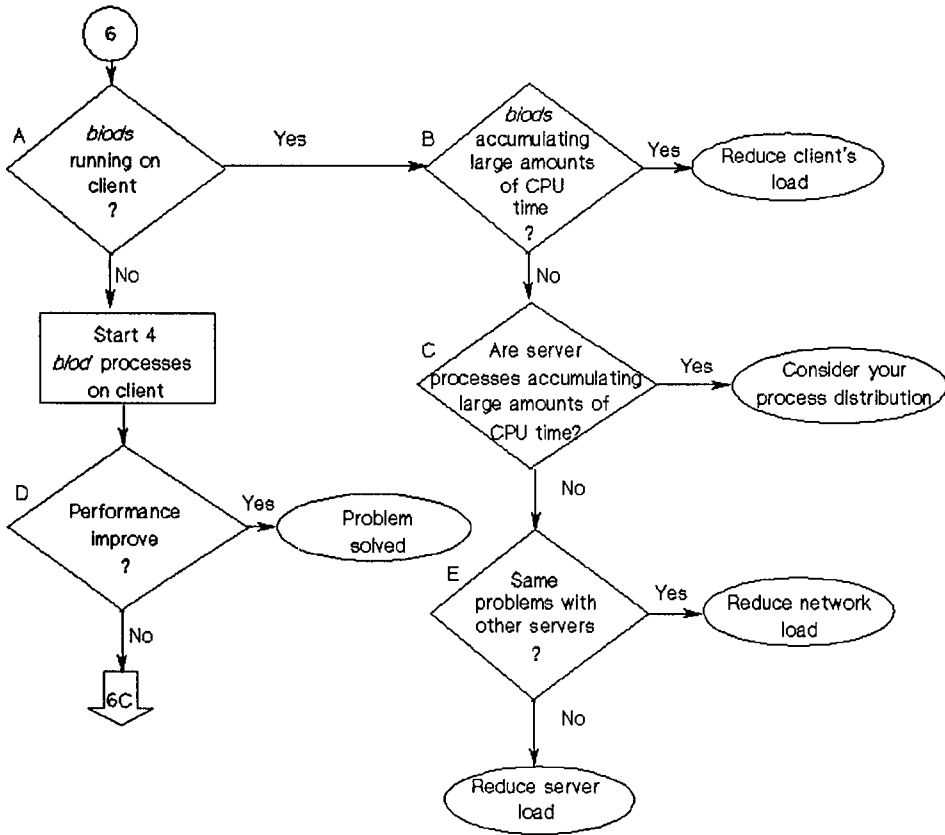 6
A
biods
running on
client
?
Yes
No
Start 4
biod processes
on client
D
Performance
improve
?
Yes
Problem
solved
No
6C
B
biods
accumulating
large amounts
of CPU
time
?
Yes
Reduce client's
load
No
C
Are server
processes accumulating
large amounts of
CPU time?
Yes
Consider your
process distribution
No
E
Same
problems with
other servers
?
Yes
Reduce network
load
No
Reduce server
load